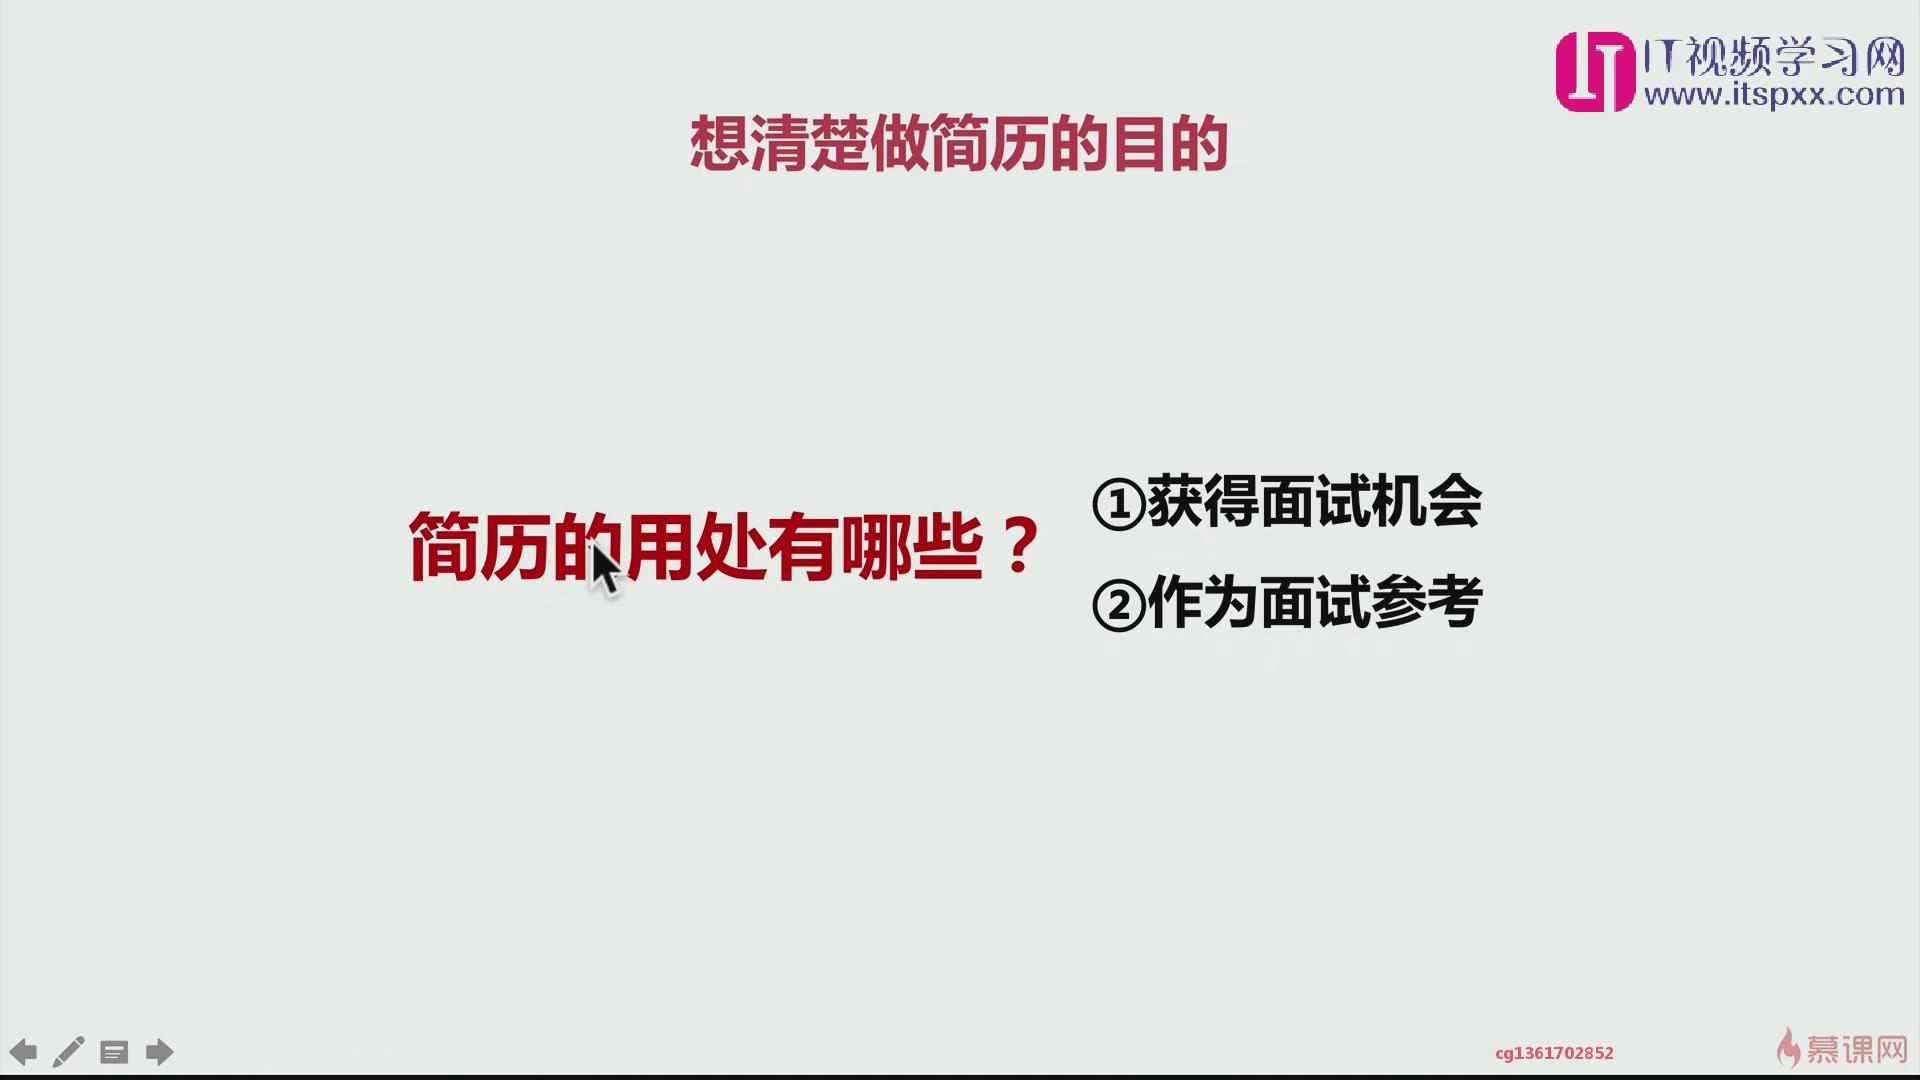 IT视频学习网
www.itspxx.com
想清楚做简历的目的
简历的用处有哪些？
①获得面试机会
②作为面试参考
cg1361702852
慕课网